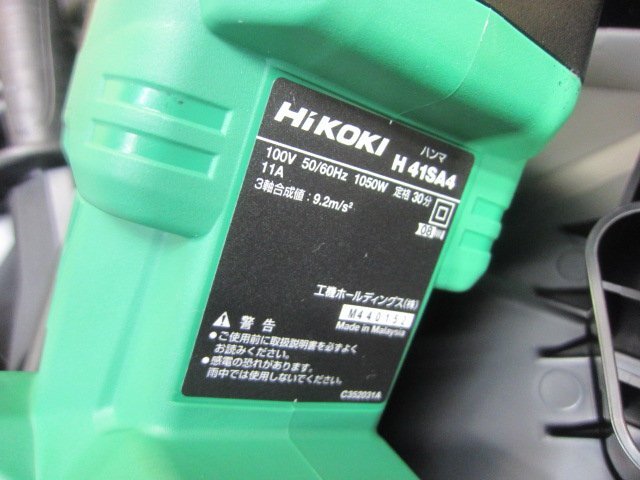 HiKOKI
ハンマ
H 41SA4
100V 50/60Hz 1050W 定格 30分
11A
3軸合成値：9.2m/s²
08
工機ホールディングス(株)
M440152
Made in Malaysia
警告
●ご使用前に取扱説明書を必ずよく
お読みください。
●感電の恐れがあります。
雨中では使用しないでください。
C352031A